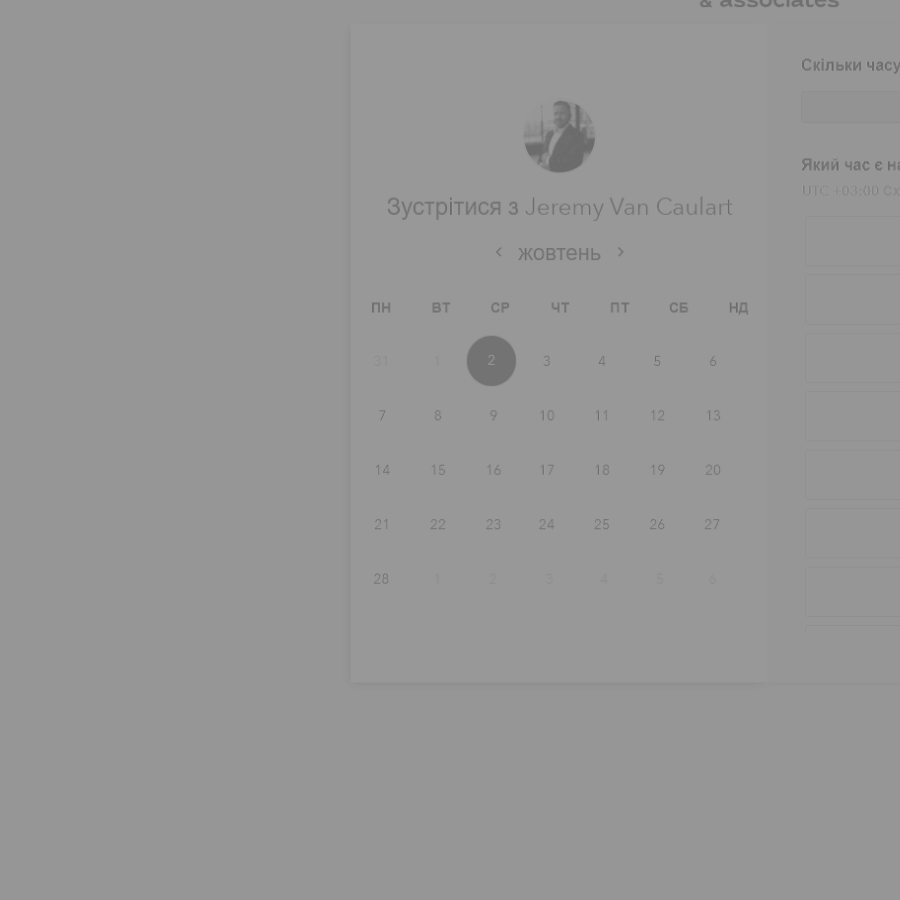 & associates
Зустрітися з Jeremy Van Caulart
жовтень
ПН ВТ СР ЧТ ПТ СБ НД
31 1 2 3 4 5 6
7 8 9 10 11 12 13
14 15 16 17 18 19 20
21 22 23 24 25 26 27
28 1 2 3 4 5 6
Скільки часу
Який час є
UTC +03:00